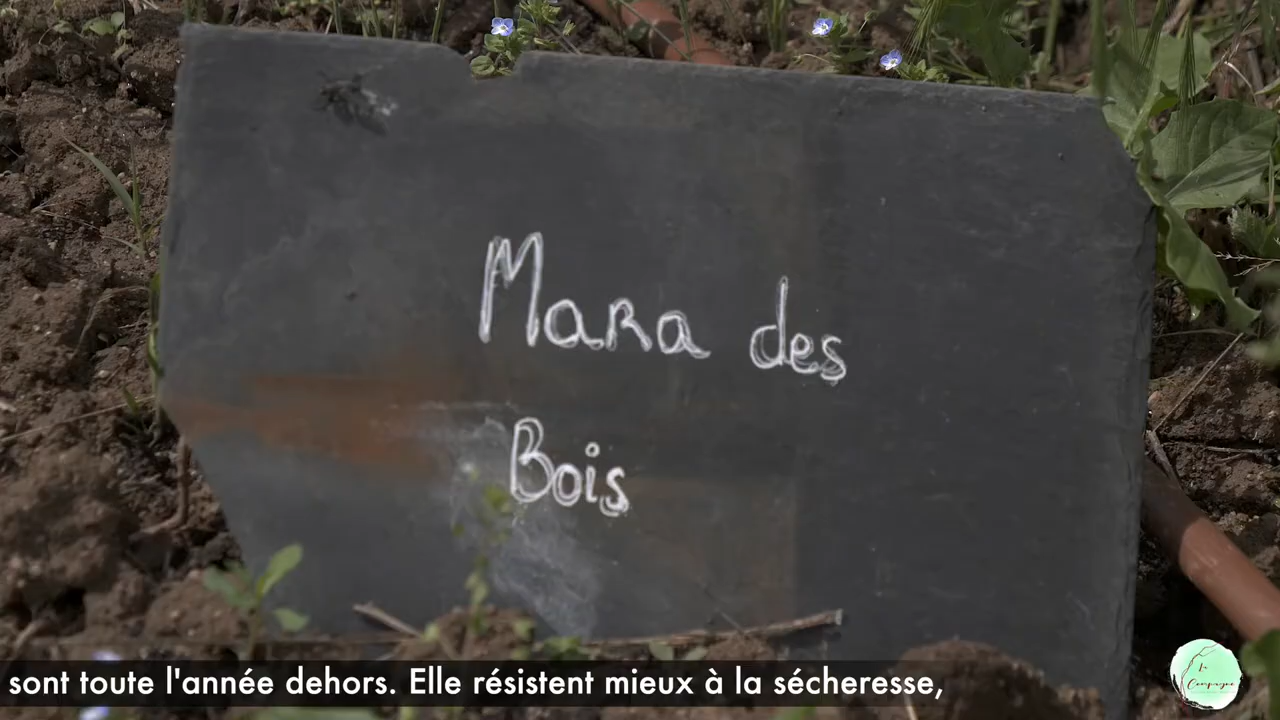 Mara des
Bois
sont toute l'année dehors. Elle résistent mieux à la sécheresse,